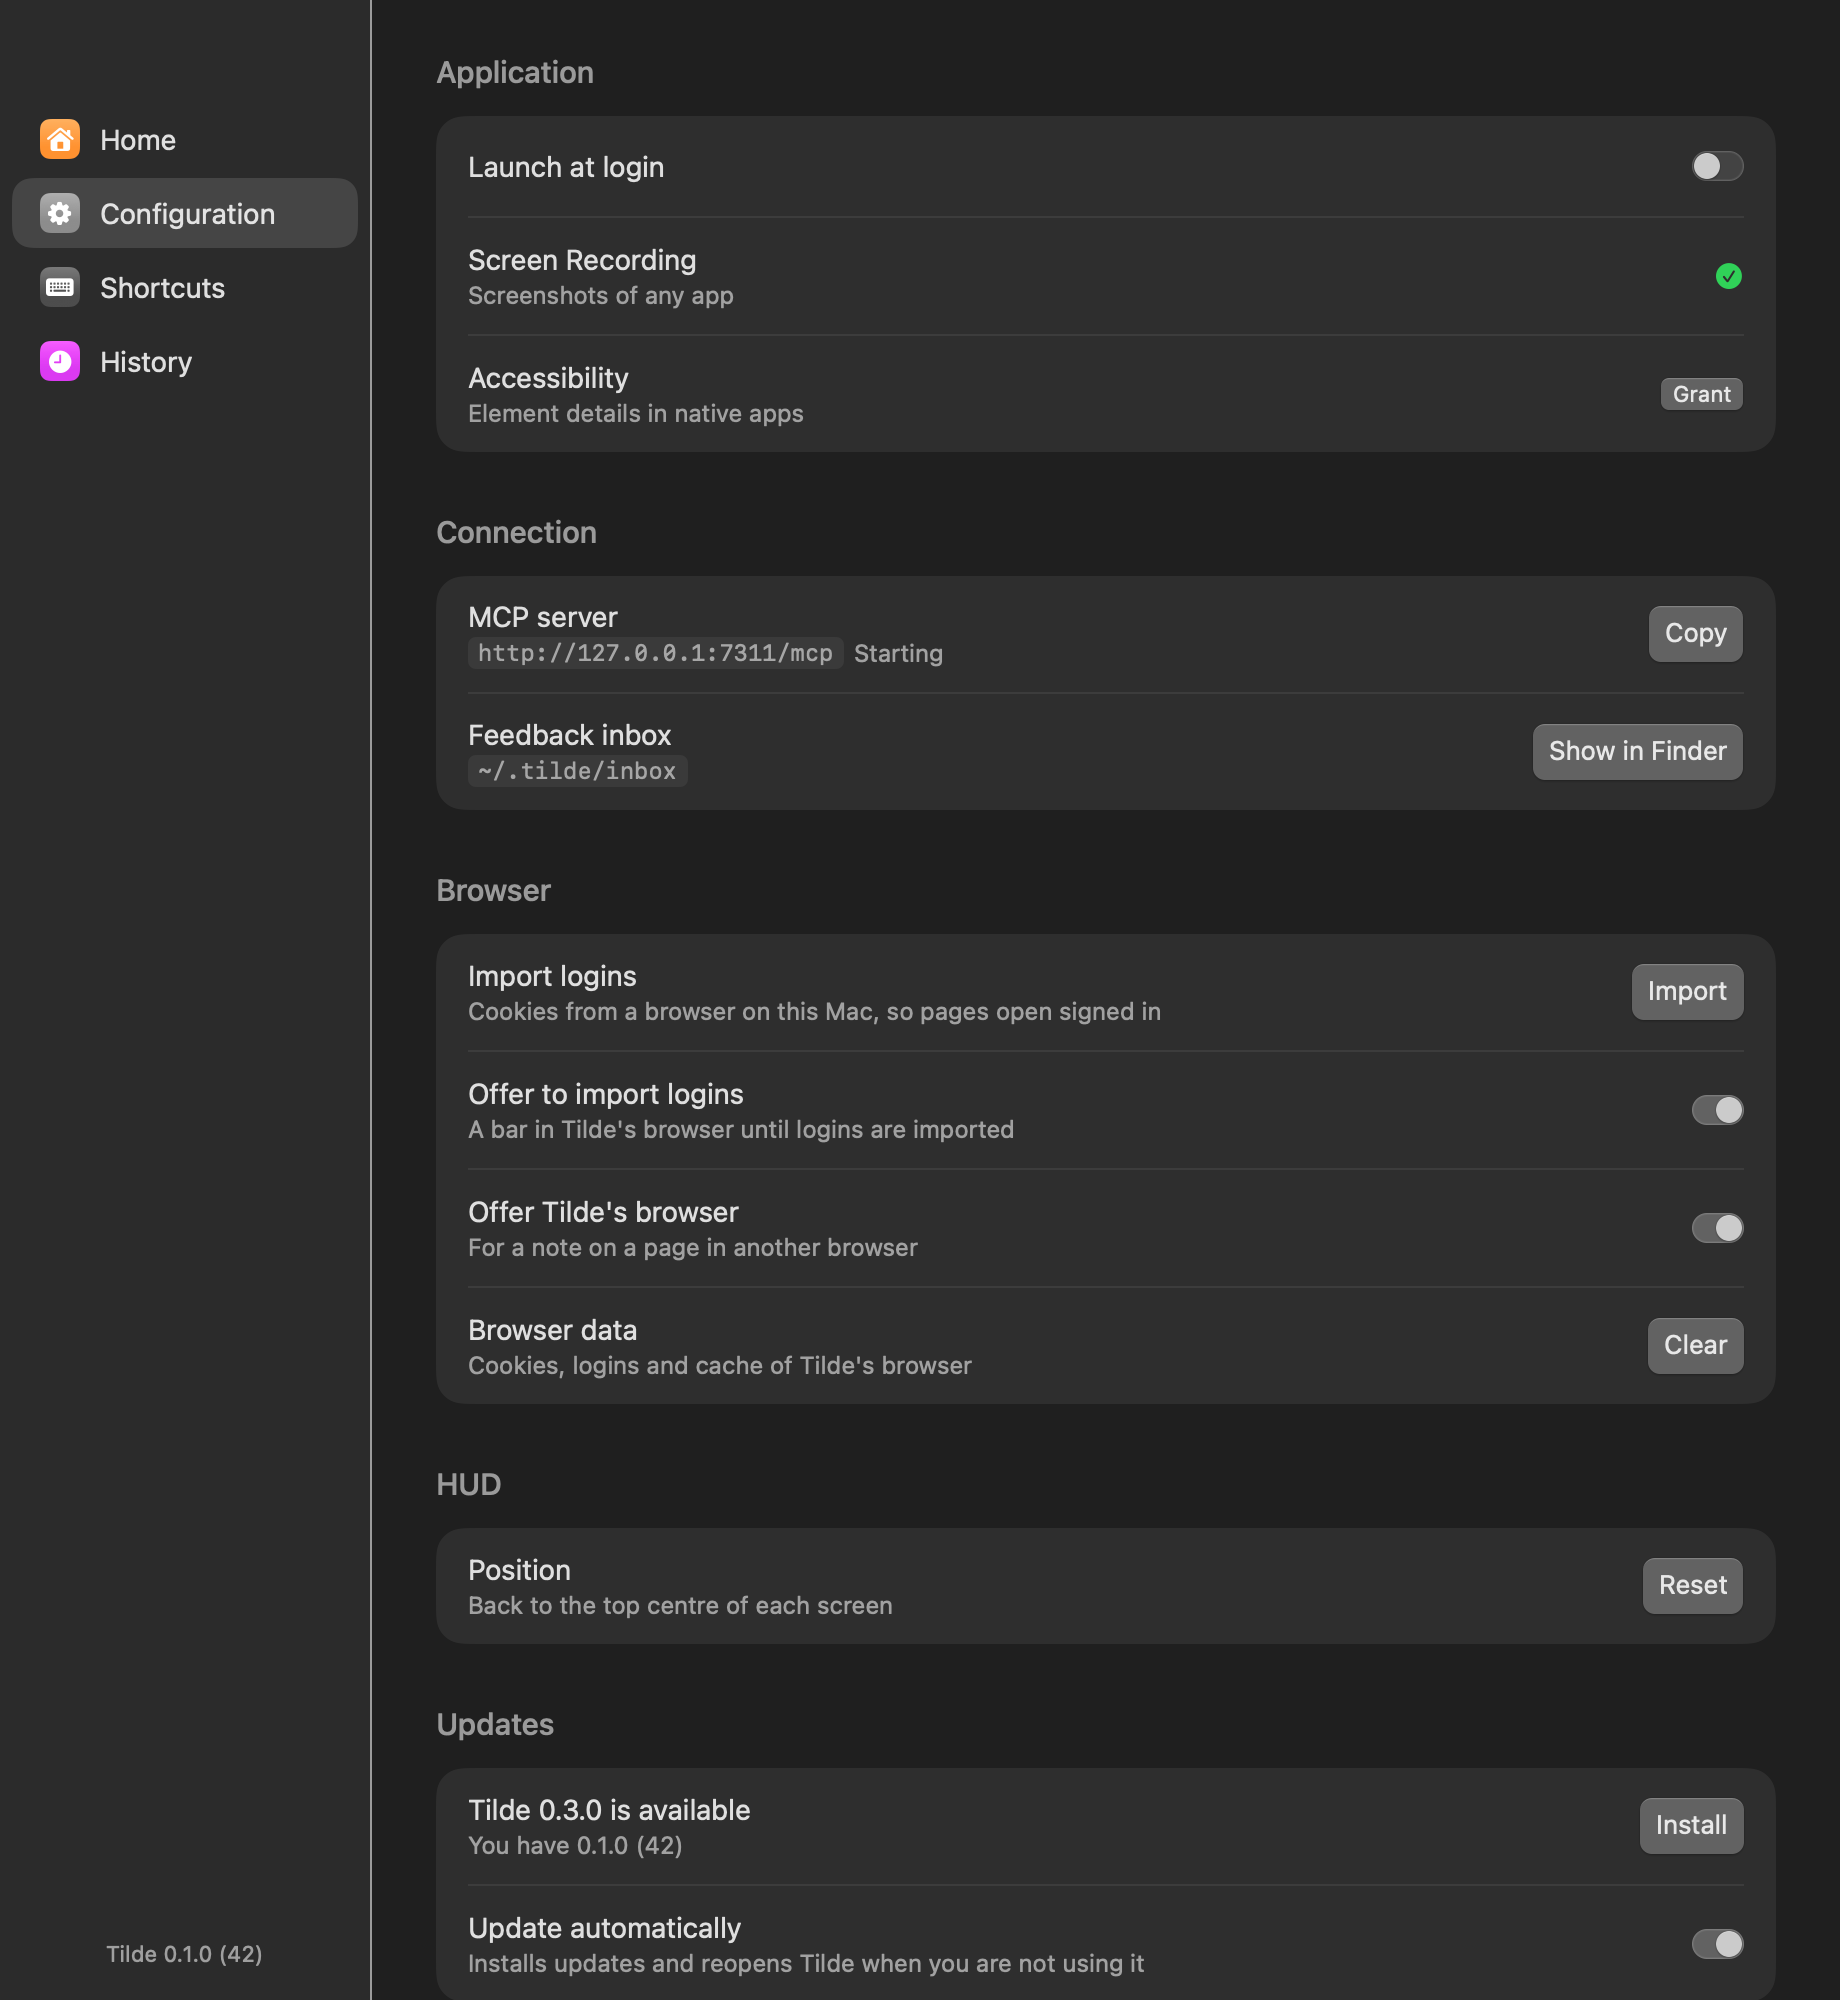 Home
Configuration
Shortcuts
History
Tilde 0.1.0 (42)
Application
Launch at login
Screen Recording
Screenshots of any app
Accessibility
Element details in native apps
Grant
Connection
MCP server
http://127.0.0.1:7311/mcp Starting
Copy
Feedback inbox
~/.tilde/inbox
Show in Finder
Browser
Import logins
Cookies from a browser on this Mac, so pages open signed in
Import
Offer to import logins
A bar in Tilde's browser until logins are imported
Offer Tilde's browser
For a note on a page in another browser
Browser data
Cookies, logins and cache of Tilde's browser
Clear
HUD
Position
Back to the top centre of each screen
Reset
Updates
Tilde 0.3.0 is available
You have 0.1.0 (42)
Install
Update automatically
Installs updates and reopens Tilde when you are not using it